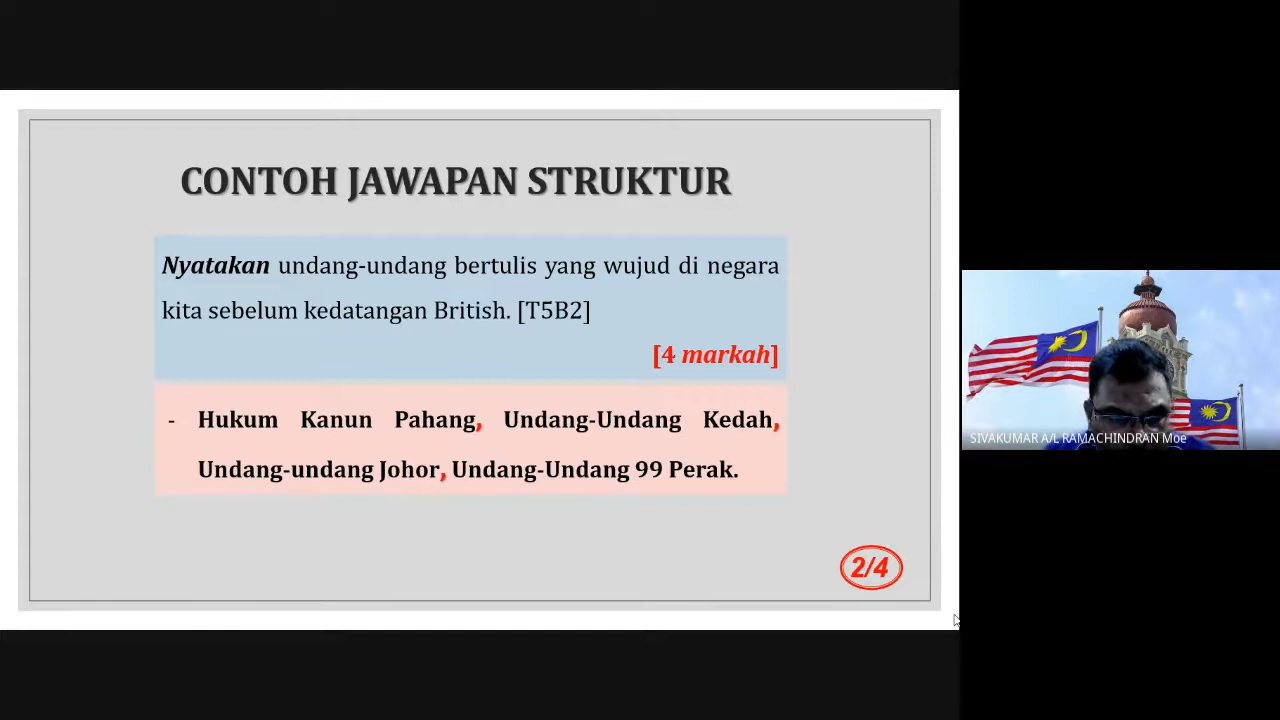 CONTOH JAWAPAN STRUKTUR
Nyatakan undang-undang bertulis yang wujud di negara
kita sebelum kedatangan British. [T5B2]
[4 markah]
- Hukum Kanun Pahang, Undang-Undang Kedah,
Undang-undang Johor, Undang-Undang 99 Perak.
2/4
SIVAKUMAR A/L RAMACHINDRAN Moe